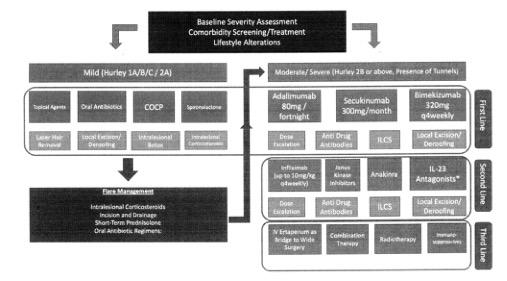 Baseline Severity Assessment
Comorbidity Screening/Treatment
Lifestyle Alterations
Mild (Hurley 1A/B/C / 2A)
Moderate/ Severe (Hurley 2B or above, Presence of Tunnels)
Topical Agents
Oral Antibiotics
COCP
Spironolactone
Laser Hair
Removal
Local Excision/
Deroofing
Intralesional
Botox
Intralesional
Corticosteroids
Adalimumab
80mg /
fortnight
Secukinumab
300mg/month
Bimekizumab
320mg
q4weekly
Dose
Escalation
Anti Drug
Antibodies
ILCS
Local Excision/
Deroofing
First Line
Flare Management
Intralesional Corticosteroids
Incision and Drainage
Short-Term Prednisolone
Oral Antibiotic Regimens
Infliximab
(up to 10mg/kg
q4weekly)
Janus
Kinase
Inhibitors
Anakinra
IL-23
Antagonists*
Dose
Escalation
Anti Drug
Antibodies
ILCS
Local Excision/
Deroofing
Second Line
IV Ertapenum as
Bridge to Wide
Surgery
Combination
Therapy
Radiotherapy
Third Line